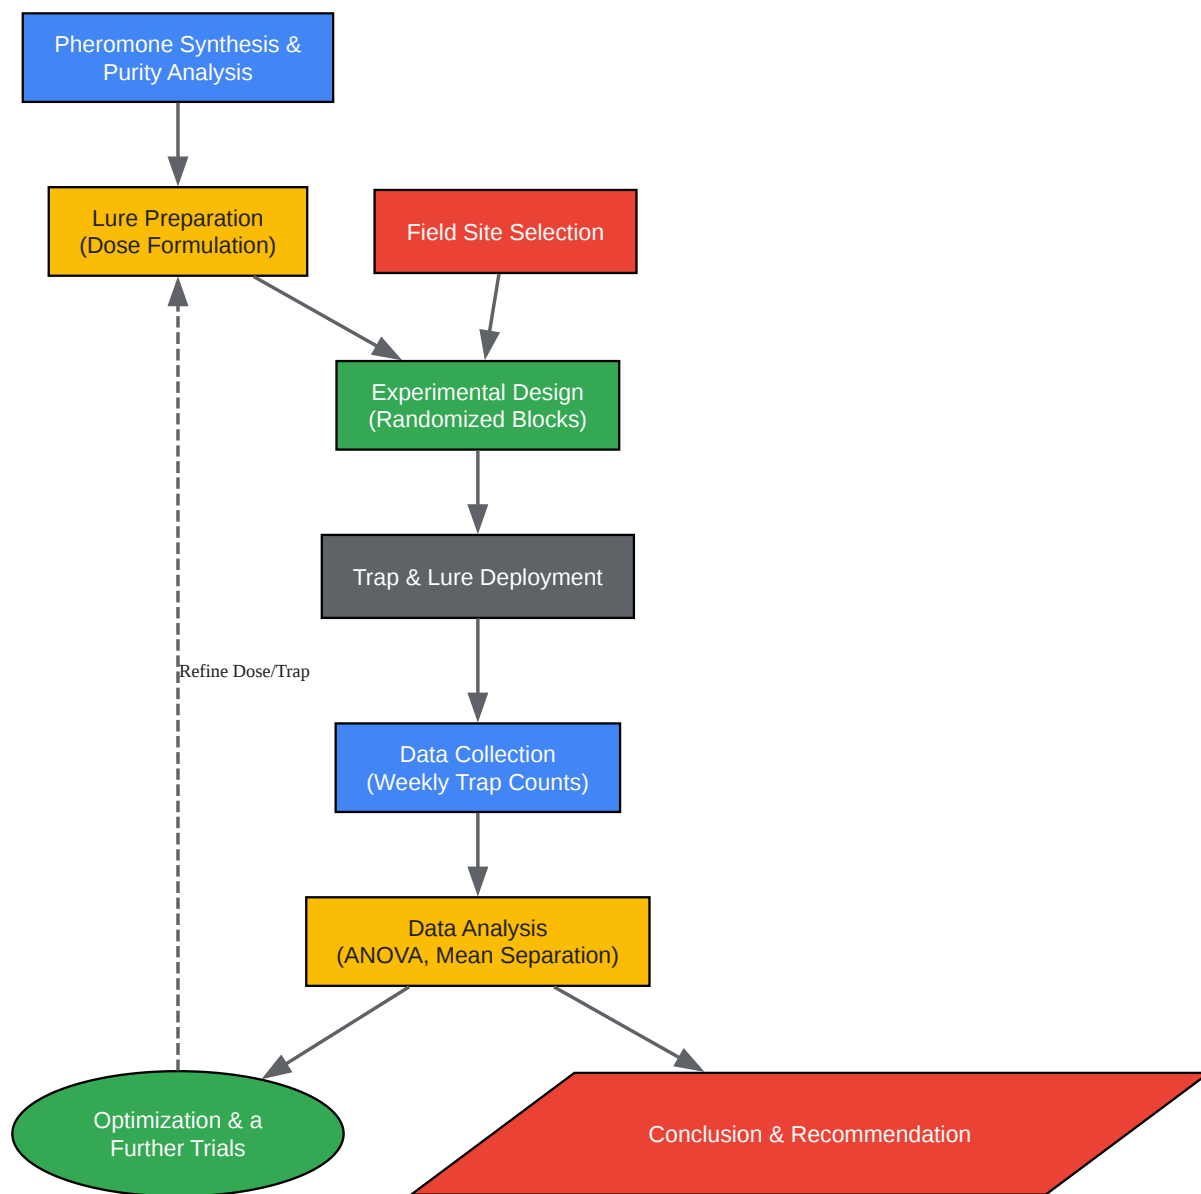 Pheromone Synthesis &
Purity Analysis
Lure Preparation
(Dose Formulation)
Field Site Selection
Experimental Design
(Randomized Blocks)
Trap & Lure Deployment
Refine Dose/Trap
Data Collection
(Weekly Trap Counts)
Data Analysis
(ANOVA, Mean Separation)
Optimization & a
Further Trials
Conclusion & Recommendation